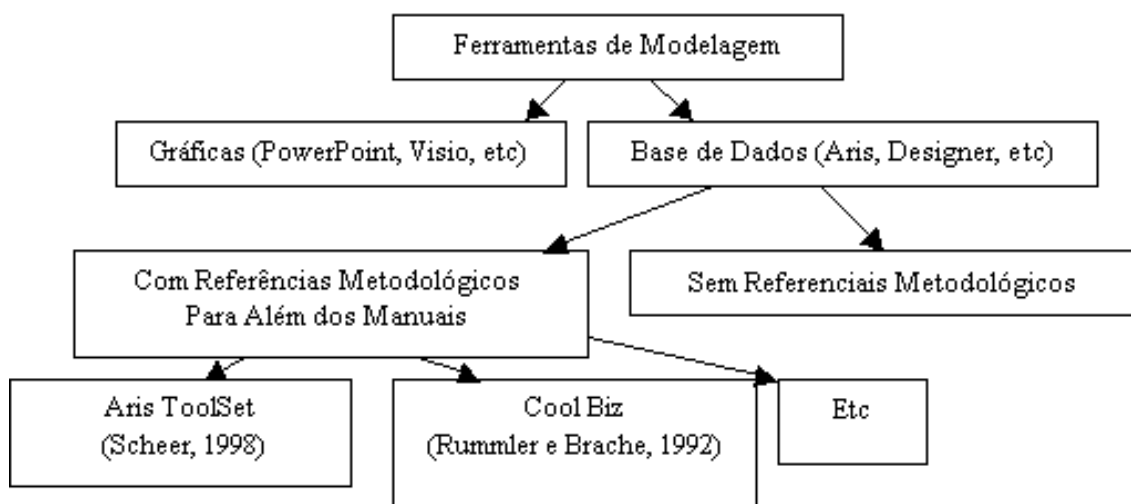 Ferramentas de Modelagem
Gráficas (PowerPoint, Visio, etc)
Base de Dados (Aris, Designer, etc)
Com Referências Metodológicos
Para Além dos Manuais
Sem Referenciais Metodológicos
Aris ToolSet
(Scheer, 1998)
Cool Biz
(Rummler e Brache, 1992)
Etc